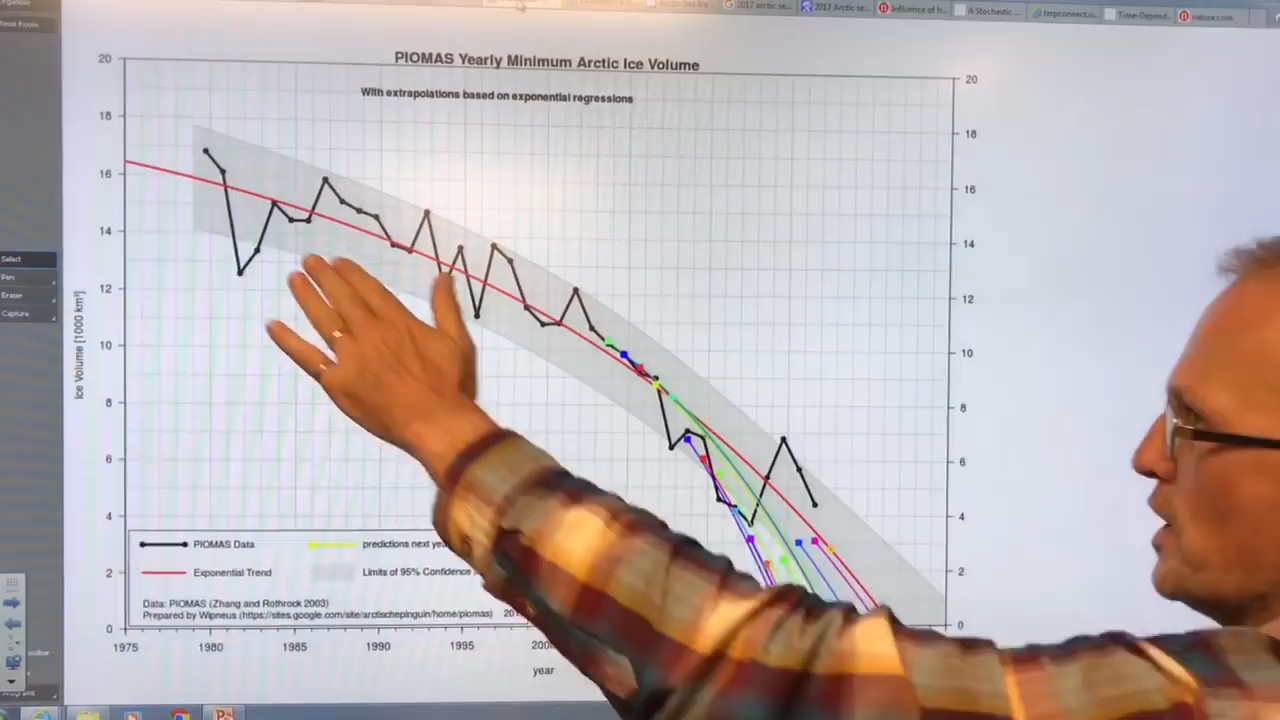 2017 arctic se...
2017 Arctic se...
Influence of h...
A Stochastic ...
terpconnect.u...
Time-Depend...
nature.com
PIOMAS Yearly Minimum Arctic Ice Volume
With extrapolations based on exponential regressions
20
18
16
14
12
10
8
6
4
2
0
20
18
16
14
12
10
8
6
4
2
0
Ice Volume [1000 km³]
Select
Pen
Eraser
Capture
PIOMAS Data
predictions next
Exponential Trend
Limits of 95% Confidence
Data: PIOMAS (Zhang and Rothrock 2003)
Prepared by Wipneus (https://sites.google.com/site/arctischepinguin/home/piomas)
1975
1980
1985
1990
1995
year